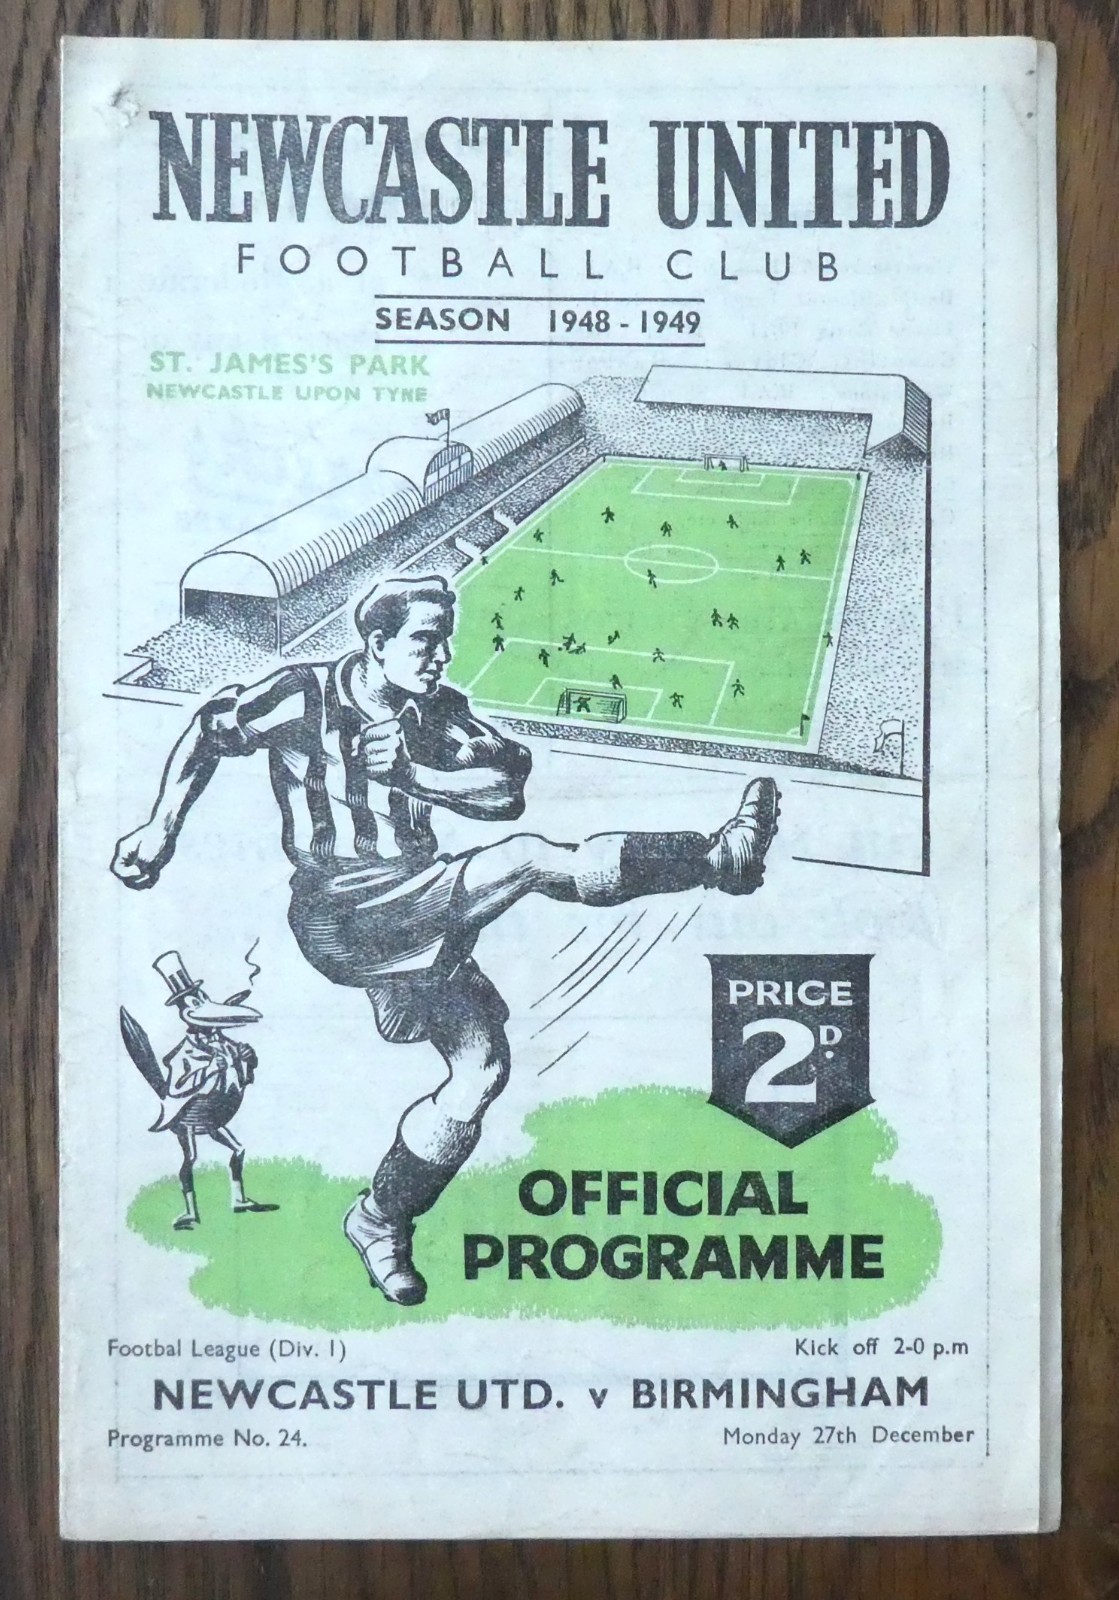 NEWCASTLE UNITED
FOOTBALL CLUB
SEASON 1948 - 1949
ST. JAMES'S PARK
NEWCASTLE UPON TYNE
PRICE
2D.
OFFICIAL
PROGRAMME
Footbal League (Div. 1)
Kick off 2-0 p.m
NEWCASTLE UTD. v BIRMINGHAM
Programme No. 24.
Monday 27th December